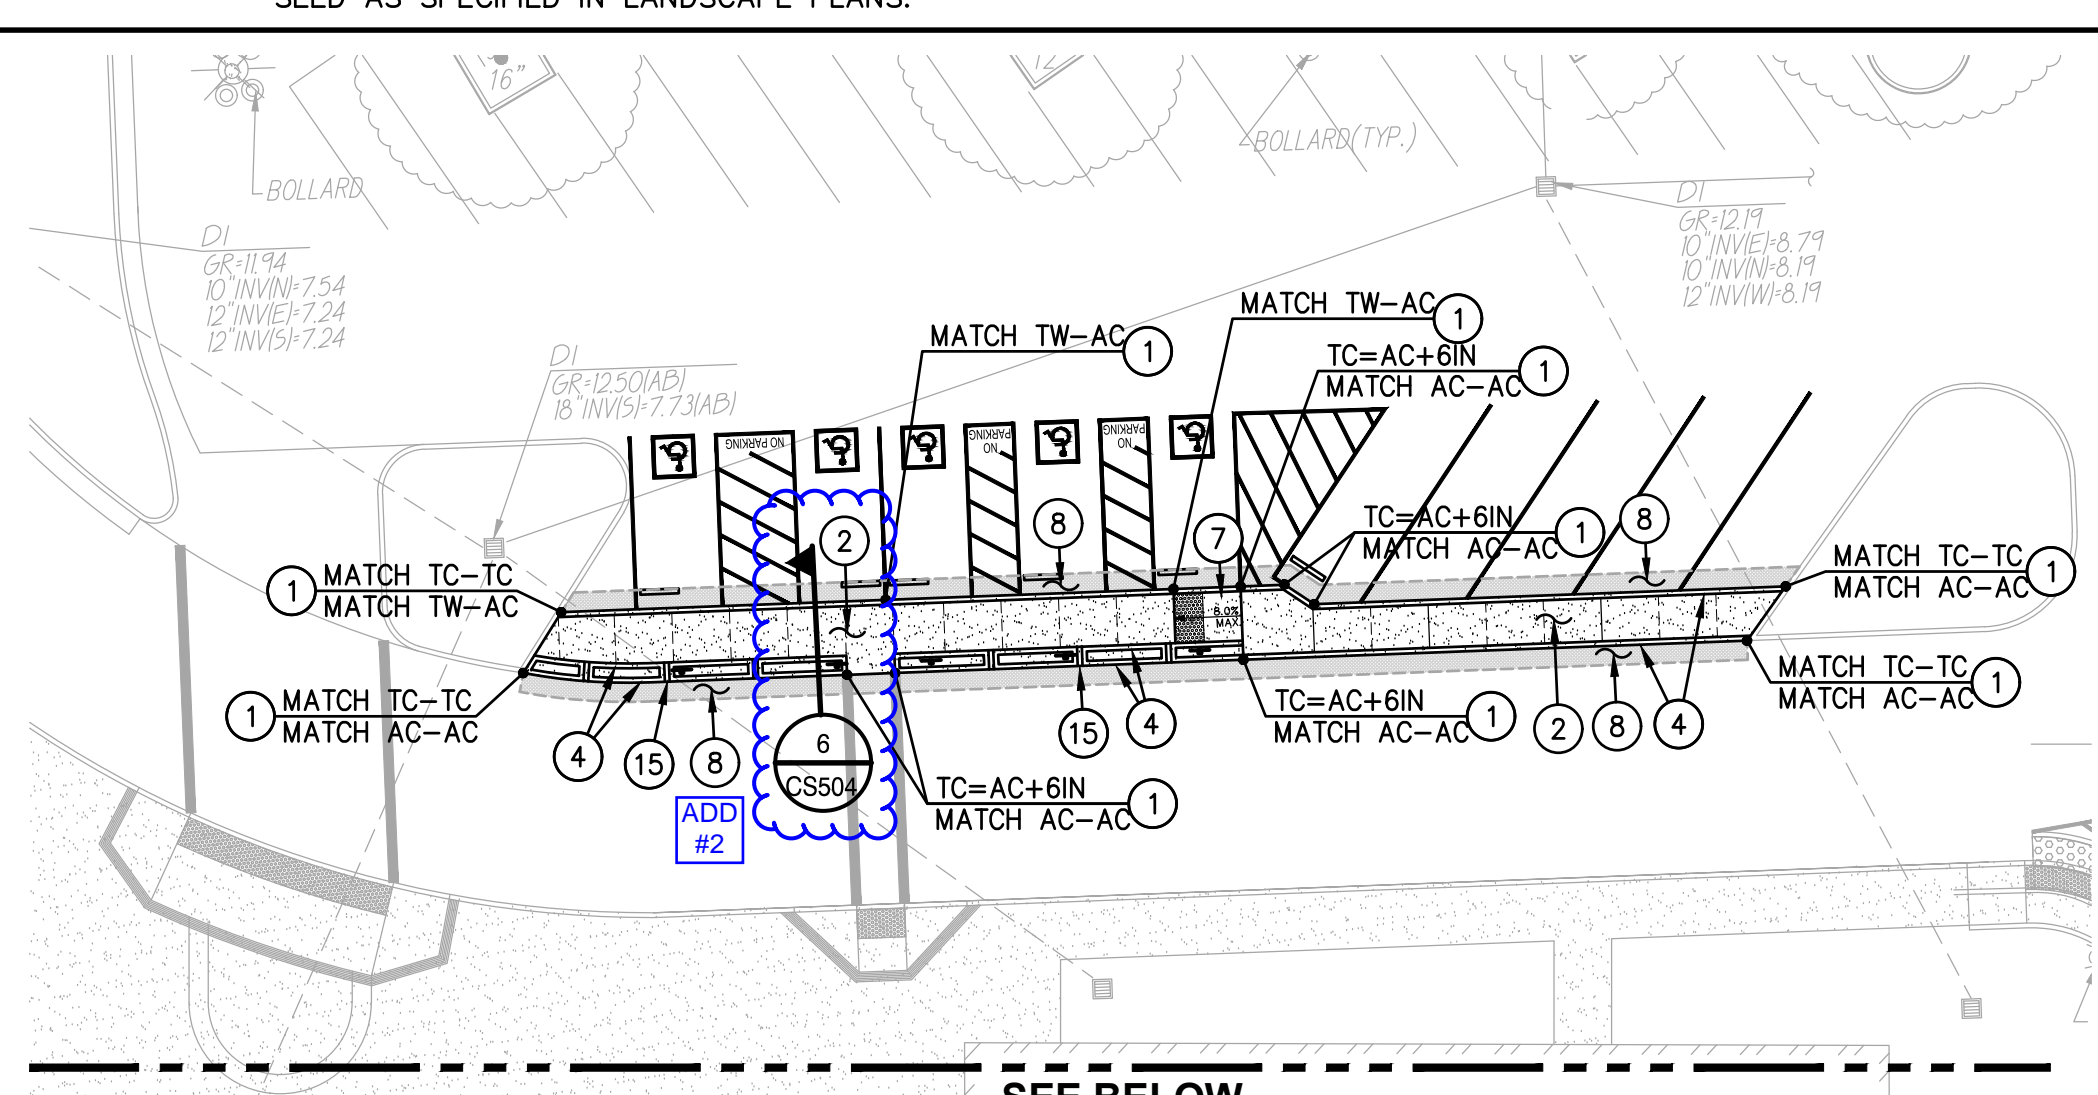 SEED AS SPECIFIED IN LANDSCAPE PLANS.
16"
12"
BOLLARD
BOLLARD(TYP.)
DI
GR=11.94
10"INV(N)=7.54
12"INV(E)=7.24
12"INV(S)=7.24
DI
GR=12.19
10"INV(E)=8.79
10"INV(N)=8.19
12"INV(W)=8.19
DI
GR=12.50(AB)
18"INV(S)=7.73(AB)
MATCH TW-AC
1
MATCH TW-AC
1
TC=AC+6IN
MATCH AC-AC
1
NO PARKING
NO
PARKING
NO
PARKING
TC=AC+6IN
MATCH AC-AC
1
2
8
7
8
1
MATCH TC-TC
MATCH TW-AC
MATCH TC-TC
MATCH AC-AC
1
8.0%
MAX
1
MATCH TC-TC
MATCH AC-AC
4
15
8
6
CS504
ADD
#2
TC=AC+6IN
MATCH AC-AC
1
15
4
TC=AC+6IN
MATCH AC-AC
1
2
8
4
MATCH TC-TC
MATCH AC-AC
1
SEE BELOW